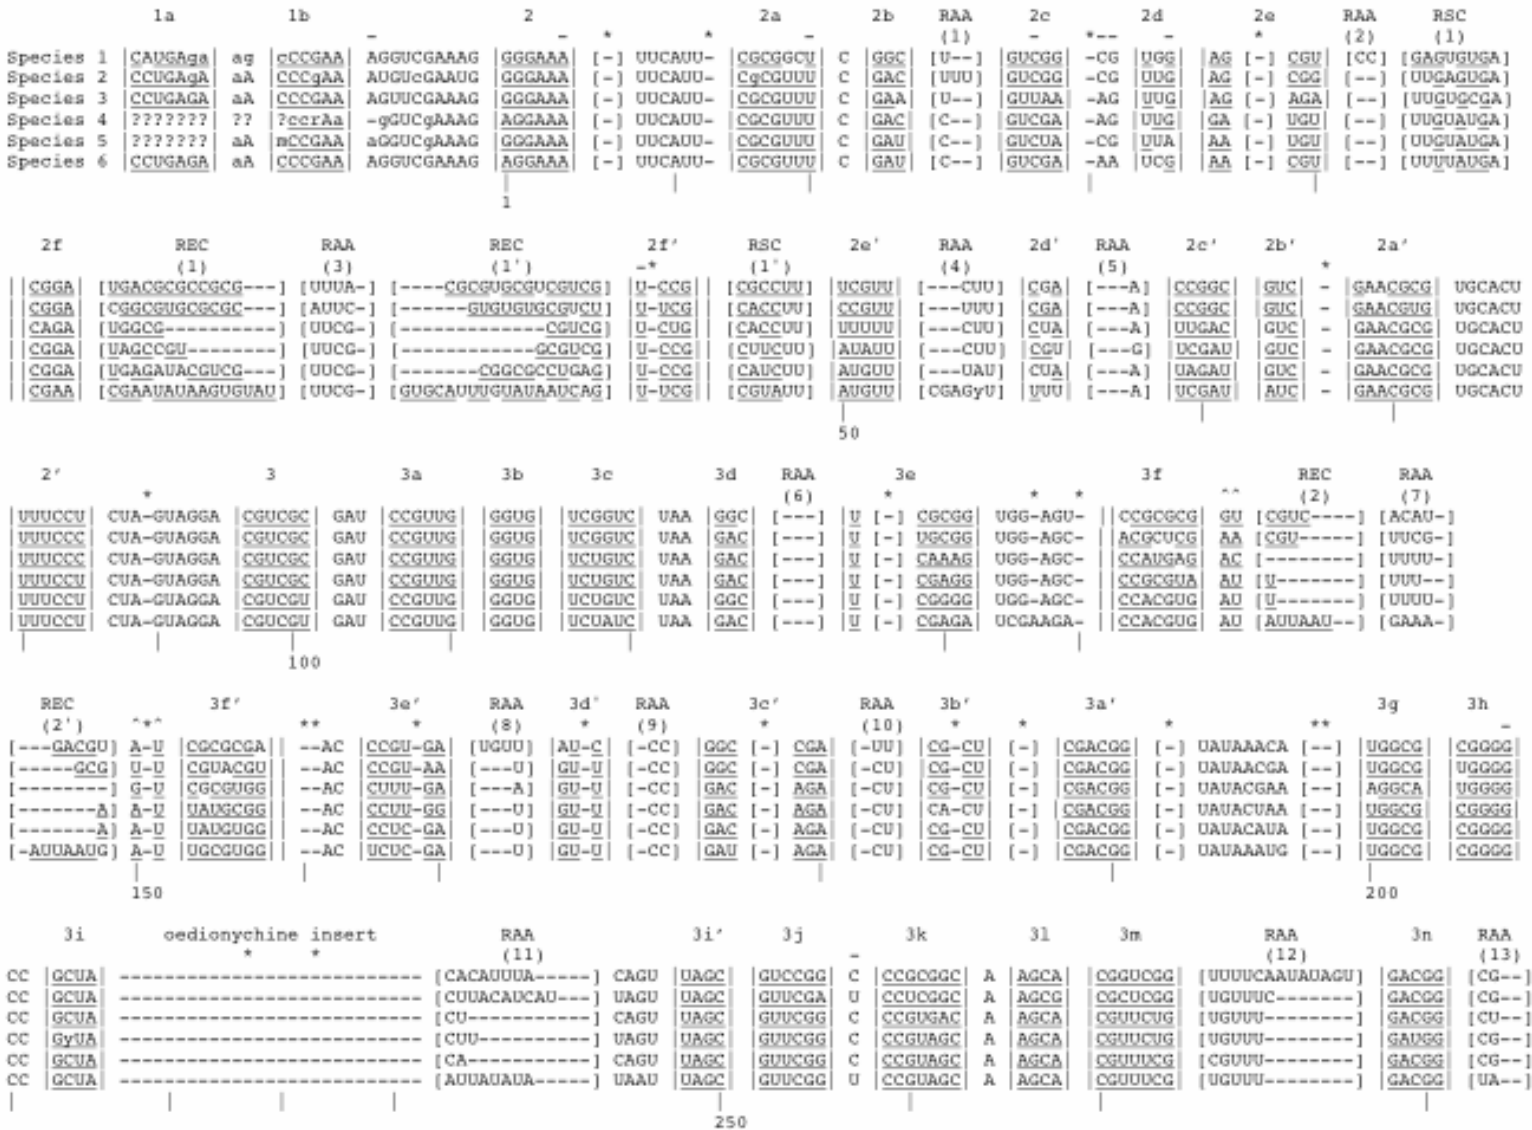 1a 1b 2 2a 2b RAA 2c 2d 2e RAA RSC
- - * * - (1) - *-- - * (2) (1)
Species 1 |CAUGAga| ag |cCCGAA| AGGUCGAAAG |GGGAAA| [-] UUCAUU- |CGCGGCU| C |GGC| [U--] |GUCGG| -CG |UGG| |AG| [-] |CGU| [CC] [GAGUGUGA]
Species 2 |CCUGAgA| aA |CCCgAA| AUGUcGAAUG |GGGAAA| [-] UUCAUU- |CgCGUUU| C |GAC| [UUU] |GUCGG| -CG |UUG| |AG| [-] |CGG| [--] [UUGAGUGA]
Species 3 |CCUGAGA| aA |CCCGAA| AGUUCGAAAG |GGGAAA| [-] UUCAUU- |CGCGUUU| C |GAA| [U--] |GUUAA| -AG |UUG| |AG| [-] |AGA| [--] [UUGUGCGA]
Species 4 |???????| ?? |?ccrAa| -gGUCgAAAG |AGGAAA| [-] UUCAUU- |CGCGUUU| C |GAC| [C--] |GUCGA| -AG |UUG| |GA| [-] |UGU| [--] [UUGUAUGA]
Species 5 |???????| aA |mCCGAA| aGGUCgAAAG |GGGAAA| [-] UUCAUU- |CGCGUUU| C |GAU| [C--] |GUCUA| -CG |UUA| |AA| [-] |UGU| [--] [UUGUAUGA]
Species 6 |CCUGAGA| aA |CCCGAA| AGGUCGAAAG |AGGAAA| [-] UUCAUU- |CGCGUUU| C |GAU| [C--] |GUCGA| -AA |UCG| |AA| [-] |CGU| [--] [UUUUAUGA]
1
2f REC RAA REC 2f' RSC 2e' RAA 2d' RAA 2c' 2b' 2a'
(1) (3) (1') -* (1') (4) (5) *
||CGGA| [UGACGCGCCGCG---] [UUUA-] [----CGCGUGCGUCGUCG] |U-CCG|| [CGCCUU] |UCGUU| [---CUU] |CGA| [---A] |CCGGC| |GUC| - |GAACGCG| UGCACU
||CGGA| [CGGCGUGCGCGC---] [AUUC-] [-----GUGUGUGCGUCU] |U-UCG|| [CACCUU] |CCGUU| [---UUU] |CGA| [---A] |CCGGC| |GUC| - |GAACGUG| UGCACU
||CAGA| [UGGCG----------] [UUCG-] [-----------CGUCG] |U-CUG|| [CACCUU] |UUUUU| [---CUU] |CUA| [---A] |UUGAC| |GUC| - |GAACGCG| UGCACU
||CGGA| [UAGCCGU--------] [UUCG-] [----------GCGUCG] |U-CCG|| [CUUCUU] |AUAUU| [---CUU] |CGU| [---G] |UCGAU| |GUC| - |GAACGCG| UGCACU
||CGGA| [UGAGAUACGUCG---] [UUCG-] [------CGGCGCCUGAG] |U-CCG|| [CAUCUU] |AUGUU| [---UAU] |CUA| [---A] |UAGAU| |GUC| - |GAACGCG| UGCACU
||CGAA| [CGAAUAUAAGUGUAU] [UUCG-] [GUGCAUUUGUAUAAUCAG] |U-UCG|| [CGUAUU] |AUGUU| [CGAGyU] |UUU| [---A] |UCGAU| |AUC| - |GAACGCG| UGCACU
50
2' 3 3a 3b 3c 3d RAA 3e 3f REC RAA
* (6) * * * ^^ (2) (7)
|UUUCCU| CUA-GUAGGA |CGUCGC| GAU |CCGUUG| |GGUG| |UCGGUC| UAA |GGC| [---] |U [-] CGCGG| UGG-AGU- ||CCGCGCG| GU [CGUC----] [ACAU-]
|UUUCCC| CUA-GUAGGA |CGUCGC| GAU |CCGUUG| |GGUG| |UCGGUC| UAA |GAC| [---] |U [-] UGCGG| UGG-AGC- ||ACGCUCG| AA [CGU-----] [UUCG-]
|UUUCCC| CUA-GUAGGA |CGUCGC| GAU |CCGUUG| |GGUG| |UCUGUC| UAA |GAC| [---] |U [-] CAAAG| UGG-AGC- ||CCAUGAG| AC [--------] [UUUU-]
|UUUCCU| CUA-GUAGGA |CGUCGC| GAU |CCGUUG| |GGUG| |UCUGUC| UAA |GAC| [---] |U [-] CGAGG| UGG-AGC- ||CCGCGUA| AU [U-------] [UUU--]
|UUUCCU| CUA-GUAGGA |CGUCGU| GAU |CCGUUG| |GGUG| |UCUGUC| UAA |GGC| [---] |U [-] CGGGG| UGG-AGC- ||CCACGUG| AU [U-------] [UUUU-]
|UUUCCU| CUA-GUAGGA |CGUCGU| GAU |CCGUUG| |GGUG| |UCUAUC| UAA |GAC| [---] |U [-] CGAGA| UCGAAGA- ||CCACGUG| AU [AUUAAU--] [GAAA-]
100
REC 3f' 3e' RAA 3d' RAA 3c' RAA 3b' 3a' 3g 3h
(2') ^*^ ** * (8) * (9) * (10) * * * ** -
[---GACGU] A-U |CGCGCGA|| --AC |CCGU-GA| [UGUU] |AU-C| [-CC] |GGC [-] CGA| [-UU] |CG-CU| [-] |CGACGG| [-] UAUAAACA [--] |UGGCG| |CGGGG|
[-----GCG] U-U |CGUACGU|| --AC |CCGU-AA| [---U] |GU-U| [-CC] |GGC [-] CGA| [-CU] |CG-CU| [-] |CGACGG| [-] UAUAACGA [--] |UGGCG| |UGGGG|
[--------] G-U |CGCGUGG|| --AC |CUUU-GA| [---A] |GU-U| [-CC] |GAC [-] AGA| [-CU] |CG-CU| [-] |CGACGG| [-] UAUACGAA [--] |AGGCA| |UGGGG|
[-------A] A-U |UAUGCGG|| --AC |CCUU-GG| [---U] |GU-U| [-CC] |GAC [-] AGA| [-CU] |CA-CU| [-] |CGACGG| [-] UAUACUAA [--] |UGGCG| |CGGGG|
[-------A] A-U |UAUGUGG|| --AC |CCUC-GA| [---U] |GU-U| [-CC] |GAC [-] AGA| [-CU] |CG-CU| [-] |CGACGG| [-] UAUACAUA [--] |UGGCG| |CGGGG|
[-AUUAAUG] A-U |UGCGUGG|| --AC |UCUC-GA| [---U] |GU-U| [-CC] |GAU [-] AGA| [-CU] |CG-CU| [-] |CGACGG| [-] UAUAAAUG [--] |UGGCG| |CGGGG|
150 200
3i oedionychine insert RAA 3i' 3j 3k 3l 3m RAA 3n RAA
* * (11) - (12) (13)
CC |GCUA| --------------------------- [CACAUUUA-----] CAGU |UAGC| |GUCCGG| C |CCGCGGC| A |AGCA| |CGGUCGG| [UUUUCAAUAUAGU] |GACGG| [CG--]
CC |GCUA| --------------------------- [CUUACAUCAU---] UAGU |UAGC| |GUUCGA| U |CCUCGGC| A |AGCG| |CGCUCGG| [UGUUUC-------] |GACGG| [CG--]
CC |GCUA| --------------------------- [CU-----------] CAGU |UAGC| |GUUCGG| C |CCGUGAC| A |AGCA| |CGUUCUG| [UGUUU--------] |GACGG| [CU--]
CC |GyUA| --------------------------- [CUU----------] UAGU |UAGC| |GUUCGG| C |CCGUAGC| A |AGCA| |CGUUCUG| [UGUUU--------] |GAUGG| [CG--]
CC |GCUA| --------------------------- [CA-----------] CAGU |UAGC| |GUUCGG| C |CCGUAGC| A |AGCA| |CGUUUCG| [CGUUU--------] |GACGG| [CG--]
CC |GCUA| --------------------------- [AUUAUAUA-----] UAAU |UAGC| |GUUCGG| U |CCGUAGC| A |AGCA| |CGUUUCG| [UGUUU--------] |GACGG| [UA--]
250